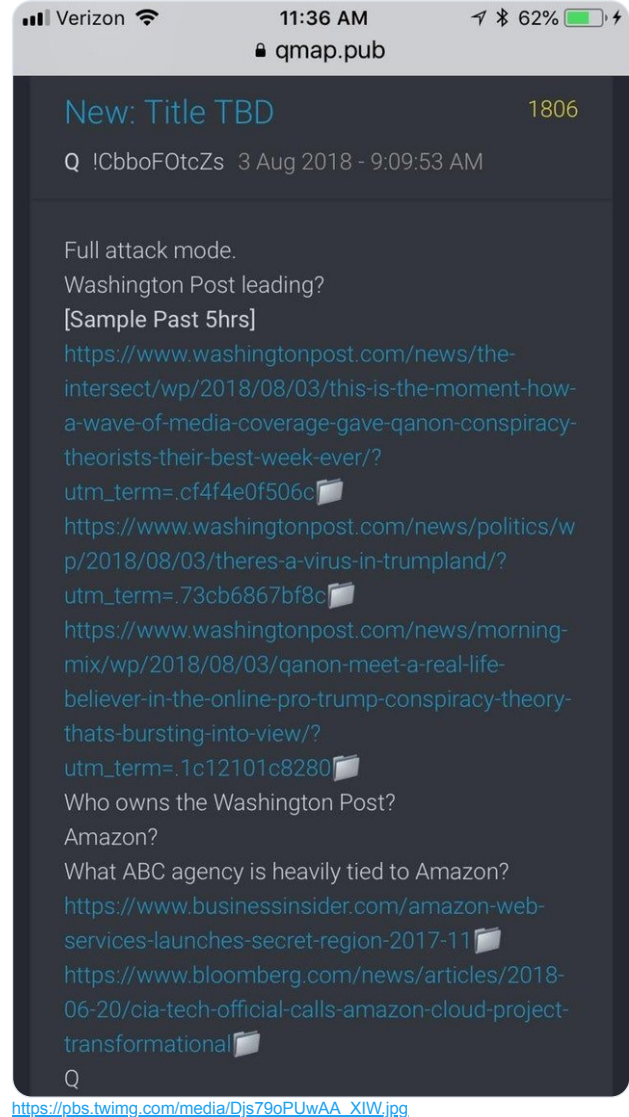 Verizon 11:36 AM 62%
qmap.pub
New: Title TBD 1806
Q !CbboFOtcZs 3 Aug 2018 - 9:09:53 AM
Full attack mode.
Washington Post leading?
[Sample Past 5hrs]
https://www.washingtonpost.com/news/the-
intersect/wp/2018/08/03/this-is-the-moment-how-
a-wave-of-media-coverage-gave-qanon-conspiracy-
theorists-their-best-week-ever/?
utm_term=.cf4f4e0f506c
https://www.washingtonpost.com/news/politics/w
p/2018/08/03/theres-a-virus-in-trumpland/?
utm_term=.73cb6867bf8c
https://www.washingtonpost.com/news/morning-
mix/wp/2018/08/03/qanon-meet-a-real-life-
believer-in-the-online-pro-trump-conspiracy-theory-
thats-bursting-into-view/?
utm_term=.1c12101c8280
Who owns the Washington Post?
Amazon?
What ABC agency is heavily tied to Amazon?
https://www.businessinsider.com/amazon-web-
services-launches-secret-region-2017-11
https://www.bloomberg.com/news/articles/2018-
06-20/cia-tech-official-calls-amazon-cloud-project-
transformational
Q
https://pbs.twimg.com/media/Djs79oPUwAA_XIW.jpg